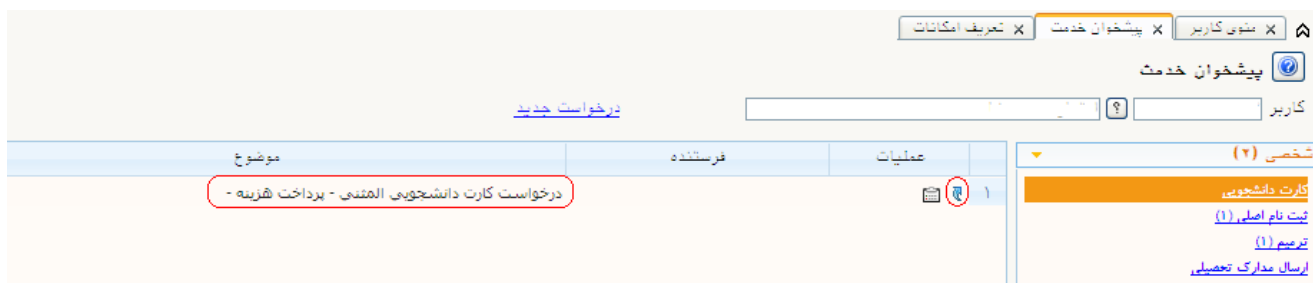 منوی کاربر پیشخوان خدمت تعریف امکانات
پیشخوان خدمت
کاربر ؟ درخواست جدید
شخصی (۲) عملیات فرستنده موضوع
کارت دانشجویی ۱ درخواست کارت دانشجویی المثنی - پرداخت هزینه -
ثبت نام اصلی (۱)
ترمیم (۱)
ارسال مدارک تحصیلی